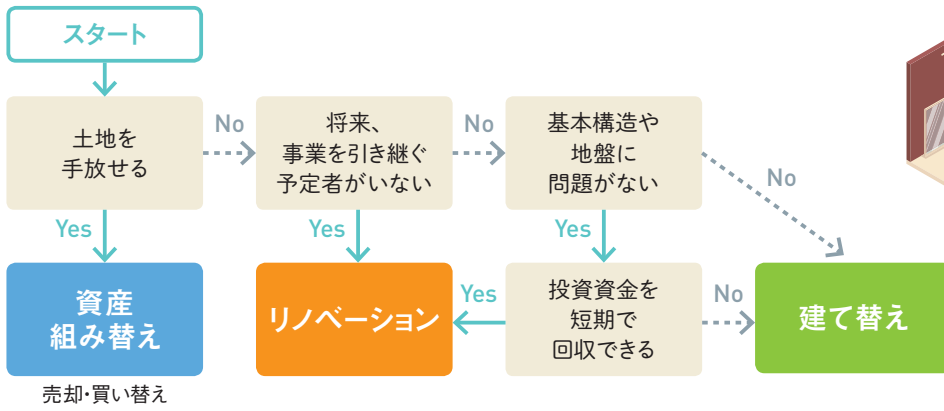 スタート
土地を
手放せる
No
将来、
事業を引き継ぐ
予定者がいない
No
基本構造や
地盤に
問題がない
No
Yes
Yes
Yes
資産
組み替え
リノベーション
Yes
投資資金を
短期で
回収できる
No
建て替え
売却・買い替え